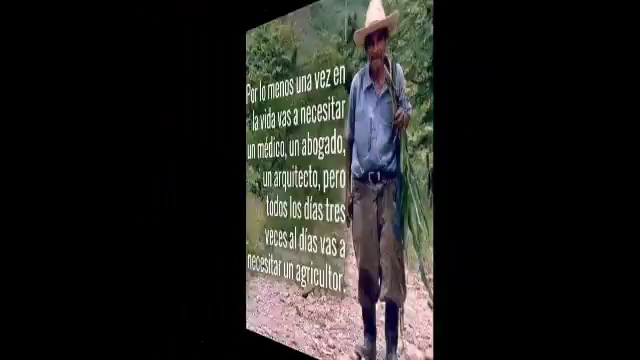 Por lo menos una vez en
la vida vas a necesitar
un médico, un abogado,
un arquitecto, pero
todos los días tres
veces al días vas a
necesitar un agricultor.